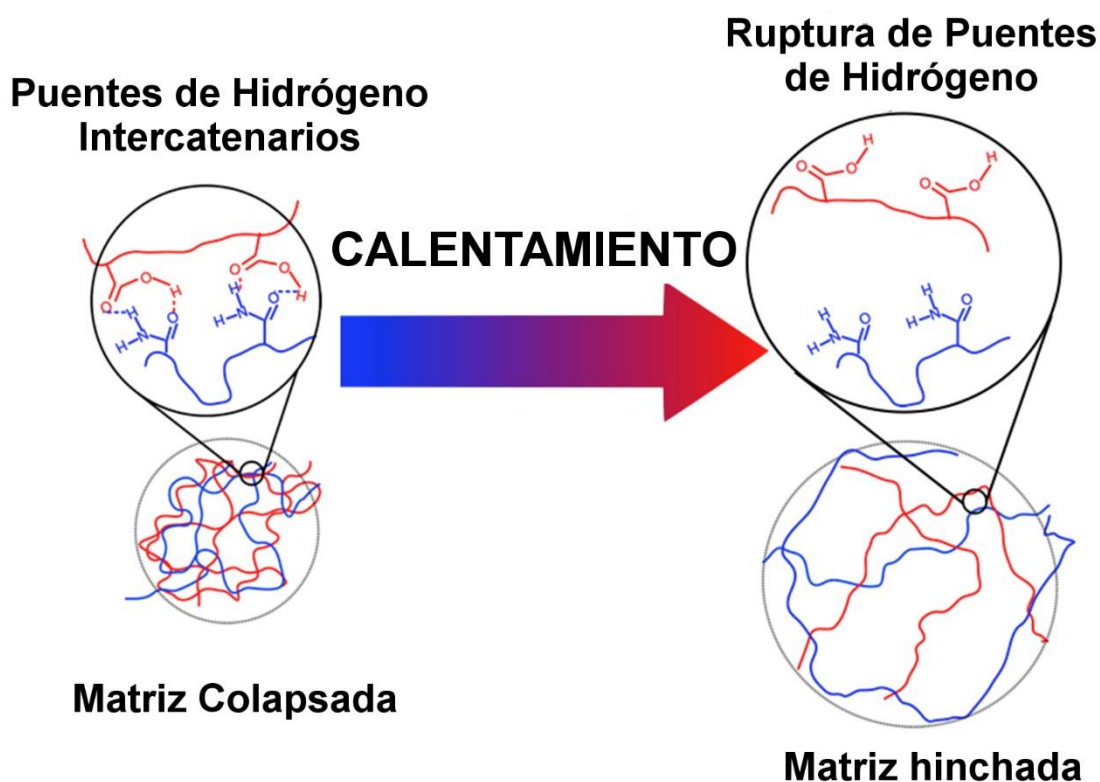 Puentes de Hidrógeno
Intercatenarios
Ruptura de Puentes
de Hidrógeno
CALENTAMIENTO
O
O
H
O
O
H
H
N
H
O
H
N
H
O
O
O
H
O
O
H
H
N
H
O
H
N
H
O
Matriz Colapsada
Matriz hinchada